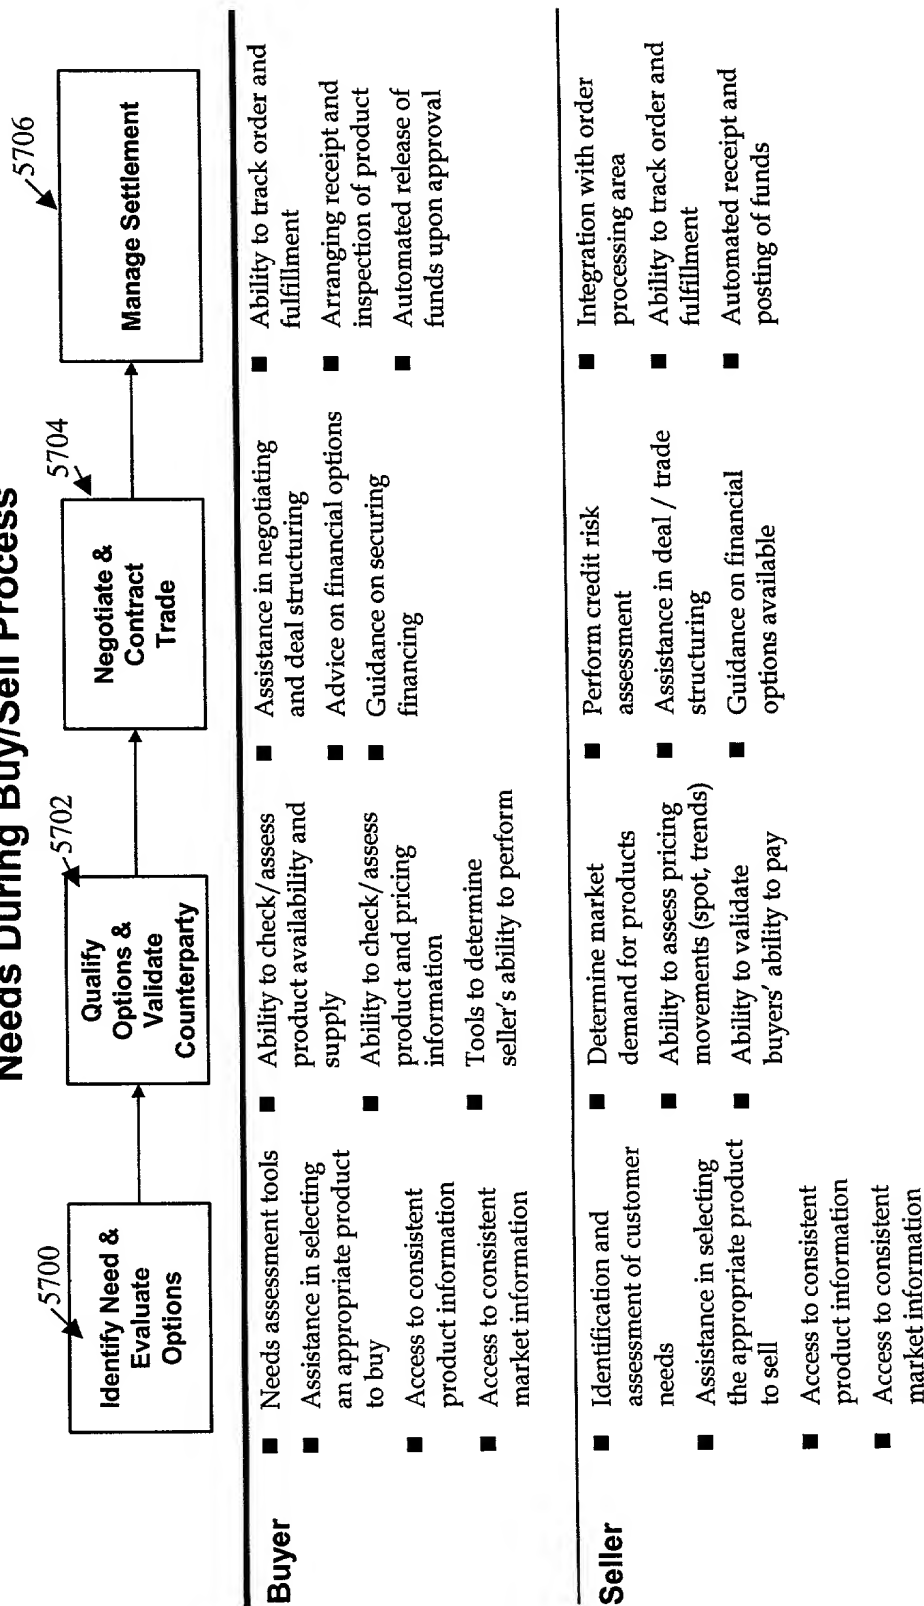 Needs During Buy/Sell Process
5700
Identify Need &
Evaluate
Options
5702
Qualify
Options &
Validate
Counterparty
5704
Negotiate &
Contract
Trade
5706
Manage Settlement
Buyer
■ Needs assessment tools
■ Assistance in selecting
an appropriate product
to buy
■ Access to consistent
product information
■ Access to consistent
market information
■ Ability to check/assess
product availability and
supply
■ Ability to check/assess
product and pricing
information
■ Tools to determine
seller's ability to perform
■ Assistance in negotiating
and deal structuring
■ Advice on financial options
■ Guidance on securing
financing
■ Ability to track order and
fulfillment
■ Arranging receipt and
inspection of product
■ Automated release of
funds upon approval
Seller
■ Identification and
assessment of customer
needs
■ Assistance in selecting
the appropriate product
to sell
■ Access to consistent
product information
■ Access to consistent
market information
■ Determine market
demand for products
■ Ability to assess pricing
movements (spot, trends)
■ Ability to validate
buyers' ability to pay
■ Perform credit risk
assessment
■ Assistance in deal / trade
structuring
■ Guidance on financial
options available
■ Integration with order
processing area
■ Ability to track order and
fulfillment
■ Automated receipt and
posting of funds